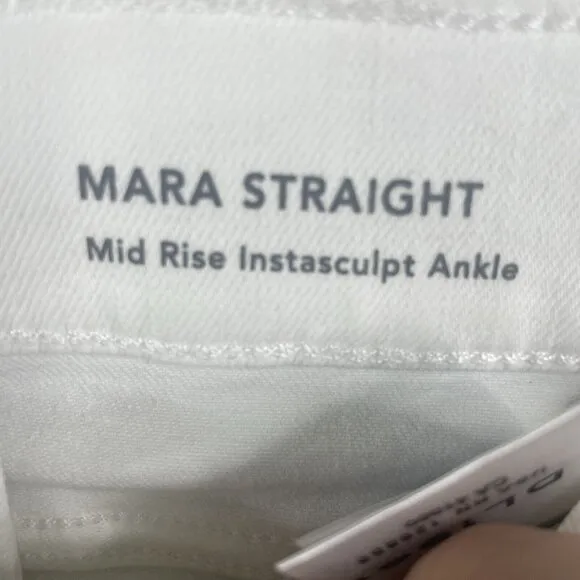 MARA STRAIGHT
Mid Rise Instasculpt Ankle